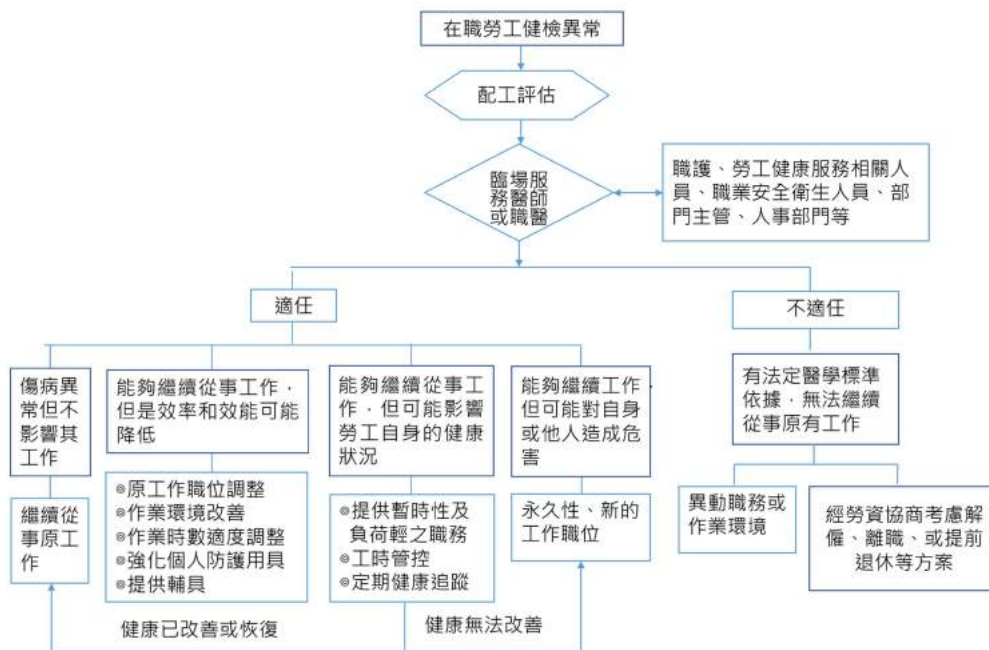 在職勞工健檢異常
配工評估
臨場服
務醫師
或職醫
職護、勞工健康服務相關人
員、職業安全衛生人員、部
門主管、人事部門等
適任
不適任
傷病異
常但不
影響其
工作
能夠繼續從事工作，
但是效率和效能可能
降低
能夠繼續從事工
作，但可能影響
勞工自身的健康
狀況
能夠繼續工作
但可能對自身
或他人造成危
害
有法定醫學標準
依據，無法繼續
從事原有工作
繼續從
事原工
作
◎原工作職位調整
◎作業環境改善
◎作業時數適度調整
◎強化個人防護用具
◎提供輔具
◎提供暫時性及
負荷輕之職務
◎工時管控
◎定期健康追蹤
永久性、新的
工作職位
異動職務或
作業環境
經勞資協商考慮解
僱、離職、或提前
退休等方案
健康已改善或恢復
健康無法改善